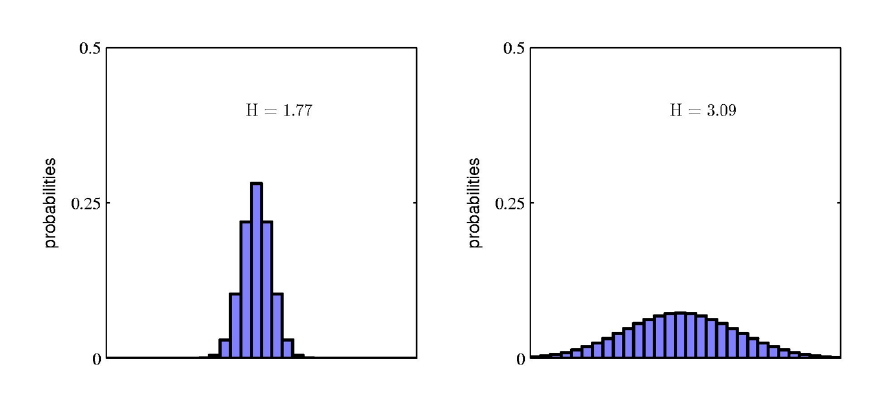 0.5
H = 1.77
probabilities
0.25
0
0.5
H = 3.09
probabilities
0.25
0